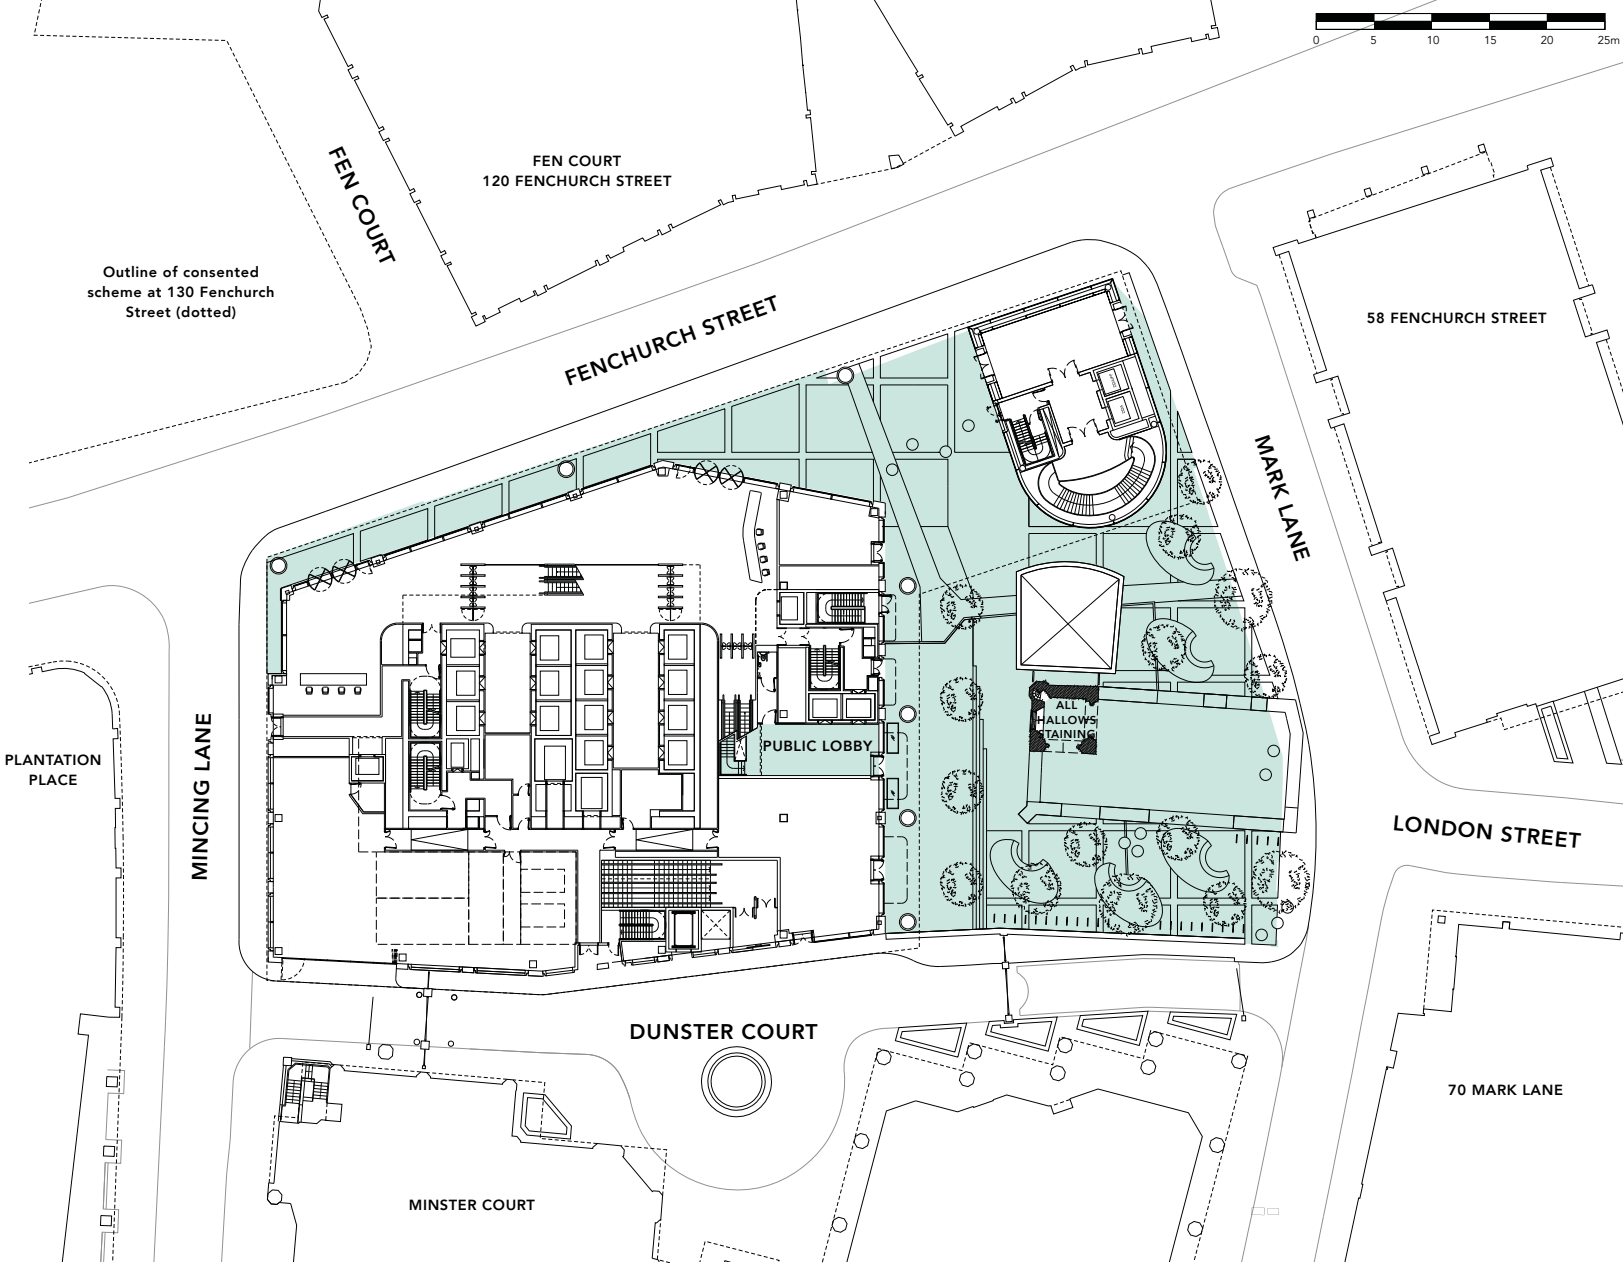 0 5 10 15 20 25m
FEN COURT
FEN COURT
120 FENCHURCH STREET
Outline of consented
scheme at 130 Fenchurch
Street (dotted)
FENCHURCH STREET
58 FENCHURCH STREET
MARK LANE
ALL
HALLOWS
STAINING
PUBLIC LOBBY
PLANTATION
PLACE
MINCING LANE
LONDON STREET
DUNSTER COURT
70 MARK LANE
MINSTER COURT